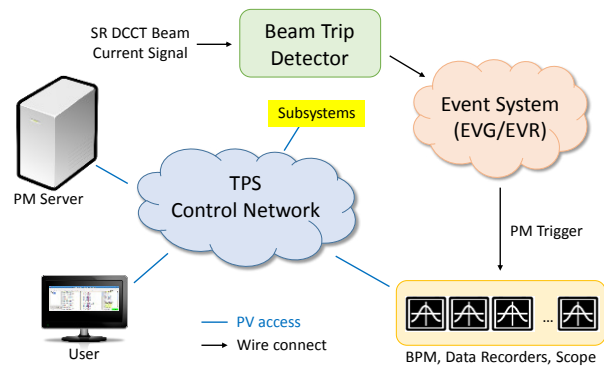 SR DCCT Beam
Current Signal
Beam Trip
Detector
Event System
(EVG/EVR)
Subsystems
PM Server
TPS
Control Network
PM Trigger
User
PV access
Wire connect
...
BPM, Data Recorders, Scope